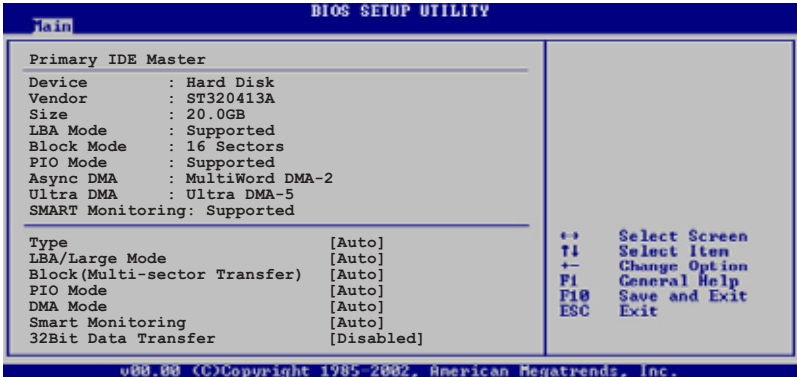 BIOS SETUP UTILITY
Main
Primary IDE Master
Device : Hard Disk
Vendor : ST320413A
Size : 20.0GB
LBA Mode : Supported
Block Mode : 16 Sectors
PIO Mode : Supported
Async DMA : MultiWord DMA-2
Ultra DMA : Ultra DMA-5
SMART Monitoring: Supported
Type [Auto]
LBA/Large Mode [Auto]
Block(Multi-sector Transfer) [Auto]
PIO Mode [Auto]
DMA Mode [Auto]
Smart Monitoring [Auto]
32Bit Data Transfer [Disabled]
↔ Select Screen
↑↓ Select Item
+- Change Option
F1 General Help
F10 Save and Exit
ESC Exit
v00.00 (C)Copyright 1985-2002, American Megatrends, Inc.